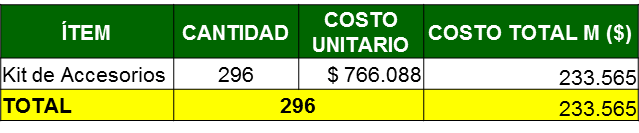 ÍTEM CANTIDAD COSTO UNITARIO COSTO TOTAL M ($)
Kit de Accesorios 296 $ 766.088 233.565
TOTAL 296 233.565